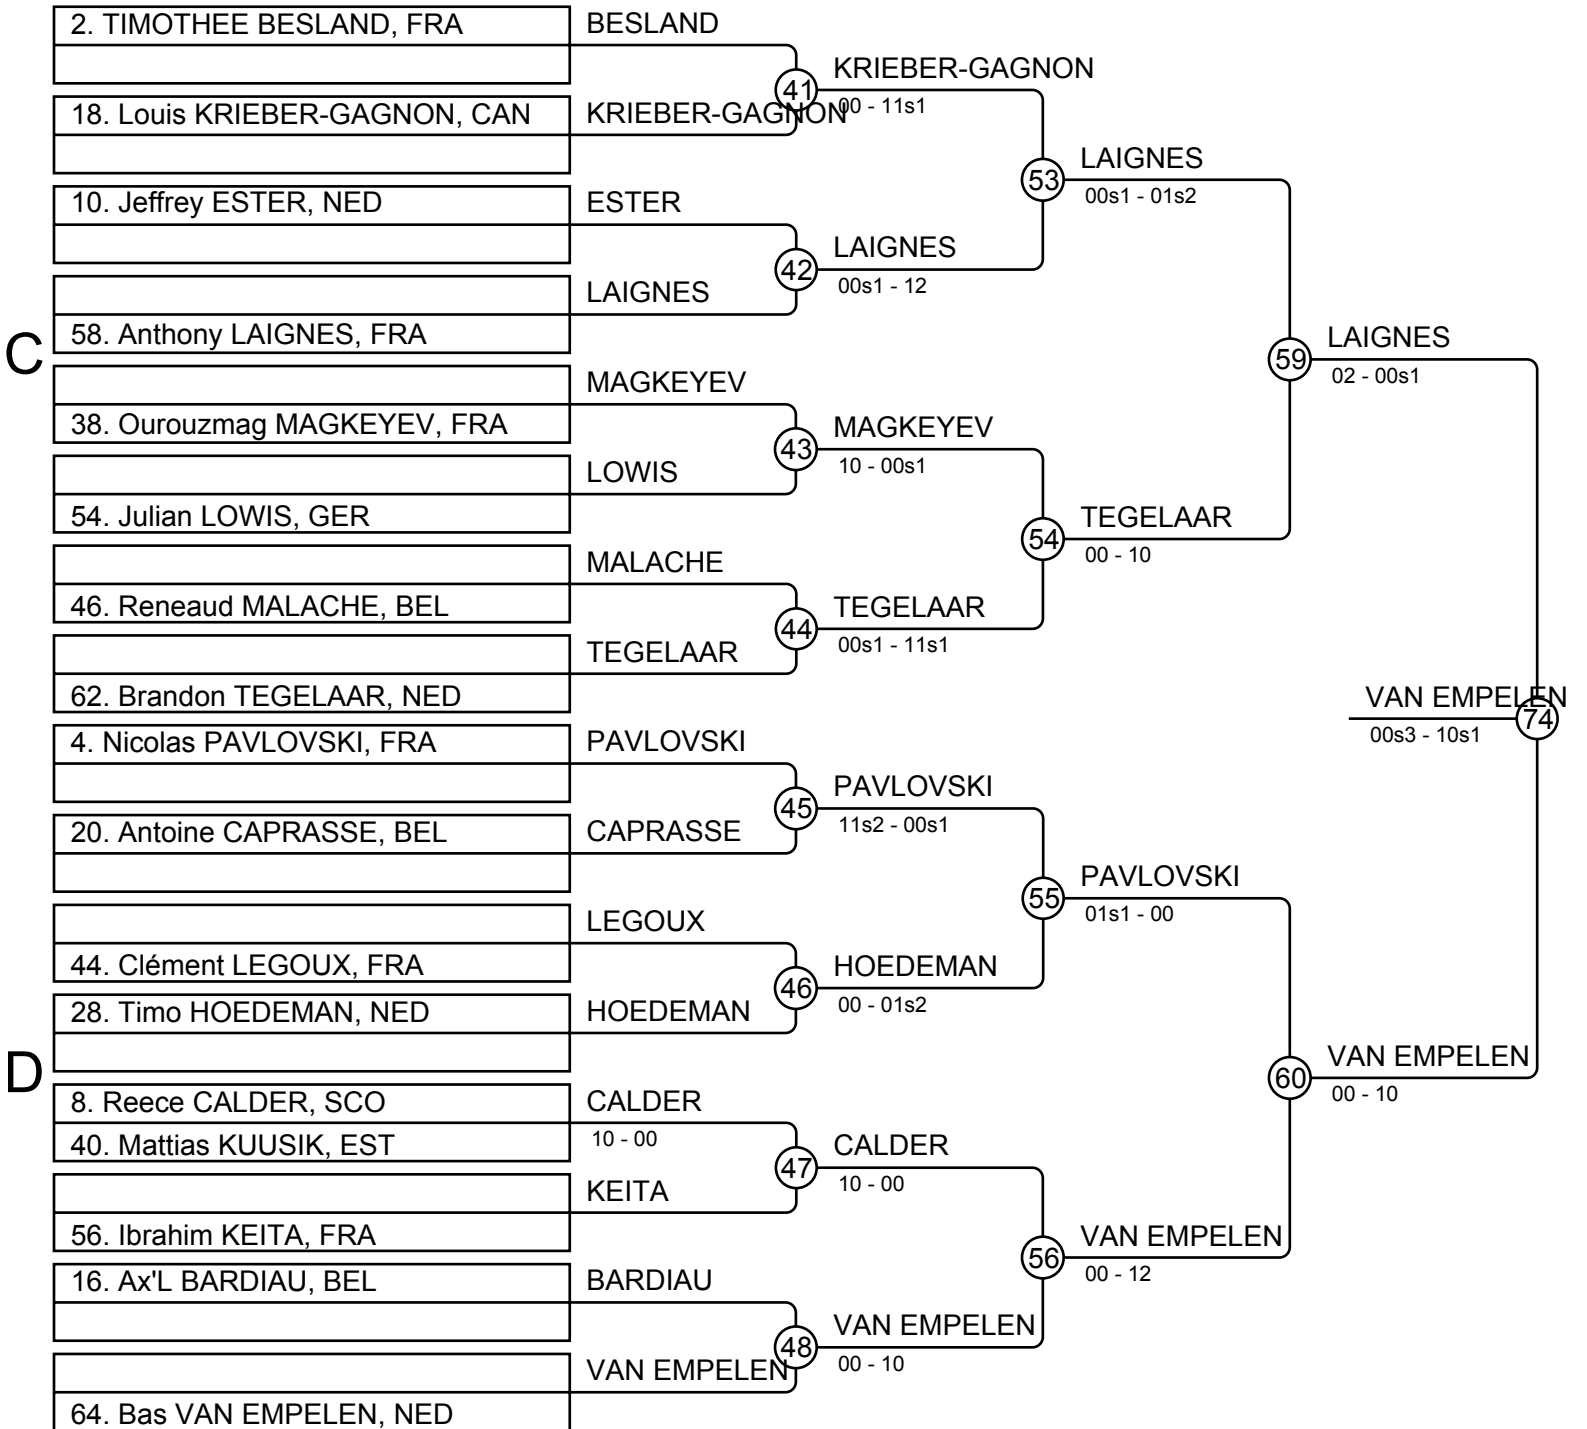 2. TIMOTHEE BESLAND, FRA
BESLAND
41
KRIEBER-GAGNON
00 - 11s1
18. Louis KRIEBER-GAGNON, CAN
KRIEBER-GAGNON
53
LAIGNES
00s1 - 01s2
10. Jeffrey ESTER, NED
ESTER
42
LAIGNES
00s1 - 12
LAIGNES
58. Anthony LAIGNES, FRA
C
59
LAIGNES
02 - 00s1
MAGKEYEV
38. Ourouzmag MAGKEYEV, FRA
43
MAGKEYEV
10 - 00s1
LOWIS
54. Julian LOWIS, GER
54
TEGELAAR
00 - 10
MALACHE
46. Reneaud MALACHE, BEL
44
TEGELAAR
00s1 - 11s1
TEGELAAR
62. Brandon TEGELAAR, NED
VAN EMPELEN
74
00s3 - 10s1
4. Nicolas PAVLOVSKI, FRA
PAVLOVSKI
45
PAVLOVSKI
11s2 - 00s1
20. Antoine CAPRASSE, BEL
CAPRASSE
55
PAVLOVSKI
01s1 - 00
LEGOUX
44. Clément LEGOUX, FRA
46
HOEDEMAN
00 - 01s2
28. Timo HOEDEMAN, NED
HOEDEMAN
D
60
VAN EMPELEN
00 - 10
8. Reece CALDER, SCO
CALDER
10 - 00
40. Mattias KUUSIK, EST
47
CALDER
10 - 00
KEITA
56. Ibrahim KEITA, FRA
56
VAN EMPELEN
00 - 12
16. Ax'L BARDIAU, BEL
BARDIAU
48
VAN EMPELEN
00 - 10
VAN EMPELEN
64. Bas VAN EMPELEN, NED